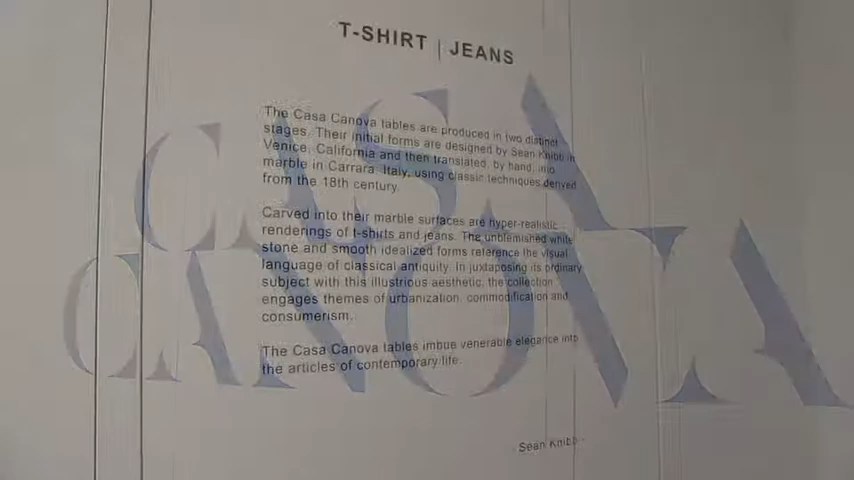 T-SHIRT | JEANS
CASA
CANOVA
The Casa Canova tables are produced in two distinct
stages. Their initial forms are designed by Sean Knibb in
Venice, California and then translated, by hand, into
marble in Carrara, Italy, using classic techniques derived
from the 18th century.
Carved into their marble surfaces are hyper-realistic
renderings of t-shirts and jeans. The unblemished white
stone and smooth idealized forms reference the visual
language of classical antiquity. In juxtaposing its ordinary
subject with this illustrious aesthetic, the collection
engages themes of urbanization, commodification and
consumerism.
The Casa Canova tables imbue venerable elegance into
the articles of contemporary life.
- Sean Knibb -